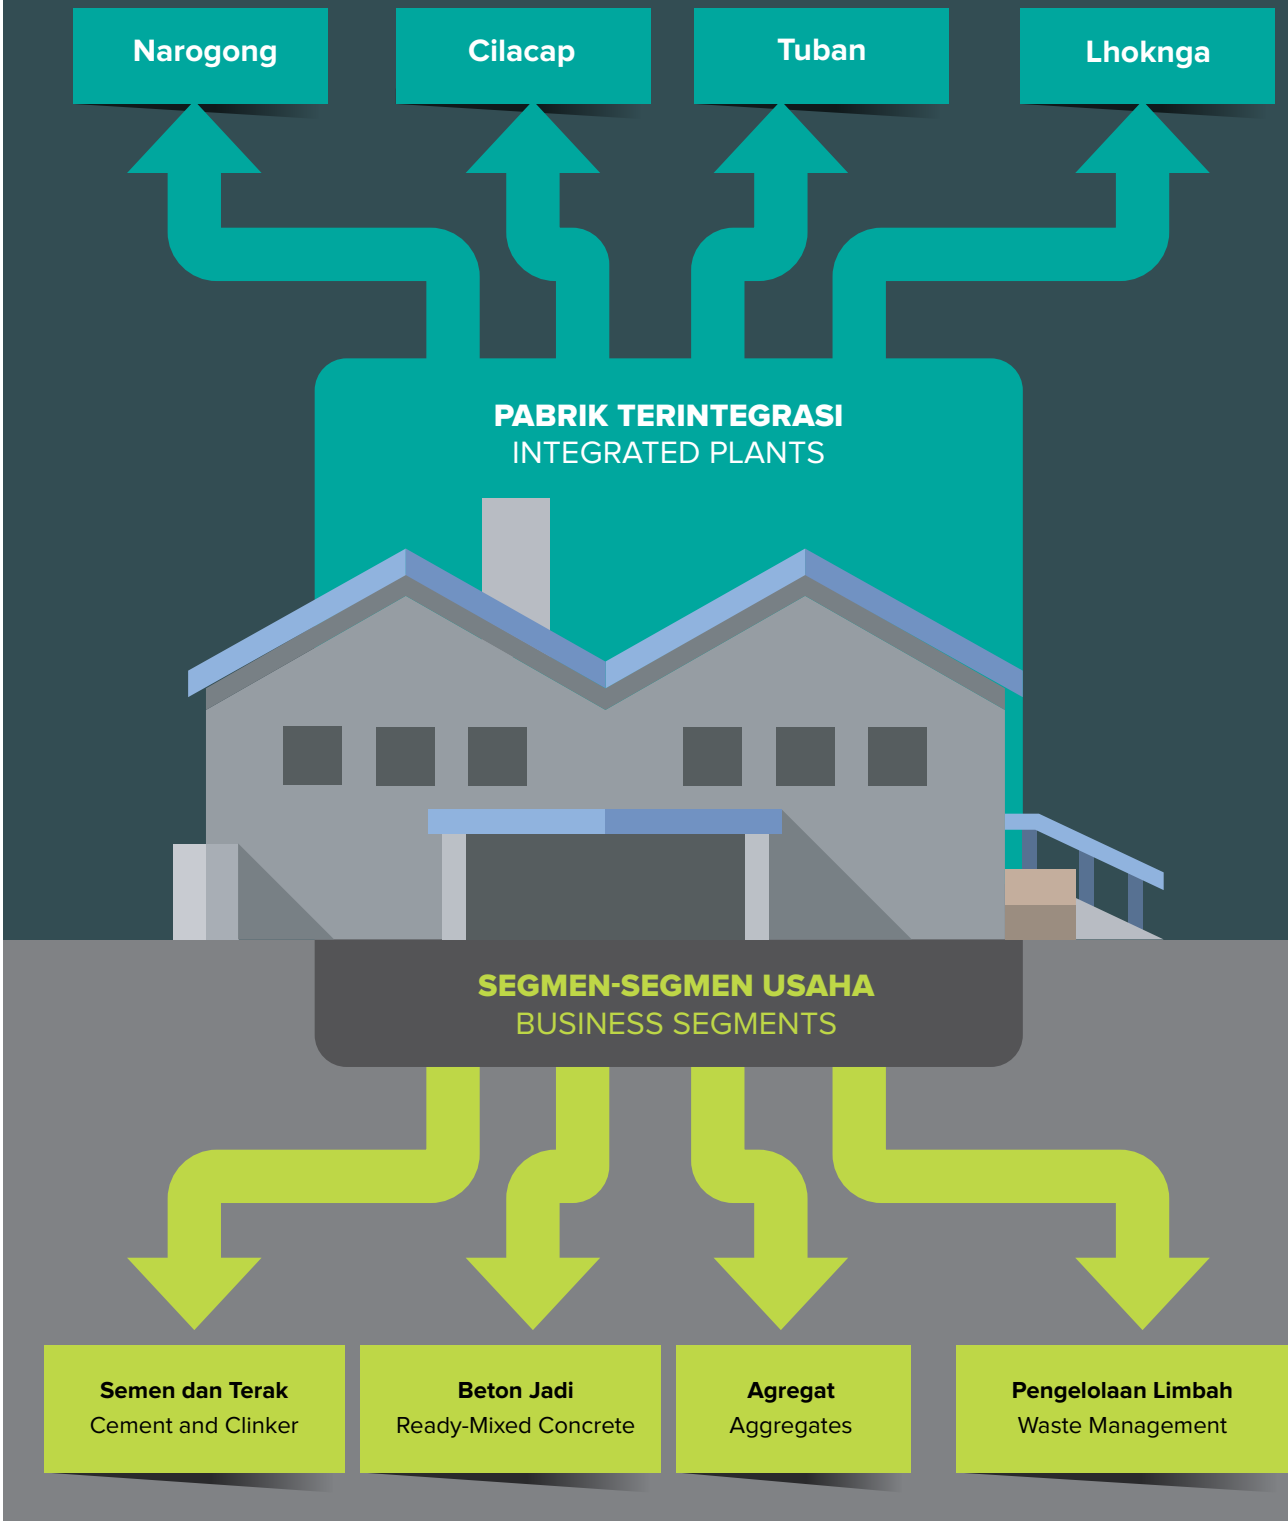 Narogong
Cilacap
Tuban
Lhoknga
PABRIK TERINTEGRASI
INTEGRATED PLANTS
SEGMEN-SEGMEN USAHA
BUSINESS SEGMENTS
Semen dan Terak
Cement and Clinker
Beton Jadi
Ready-Mixed Concrete
Agregat
Aggregates
Pengelolaan Limbah
Waste Management